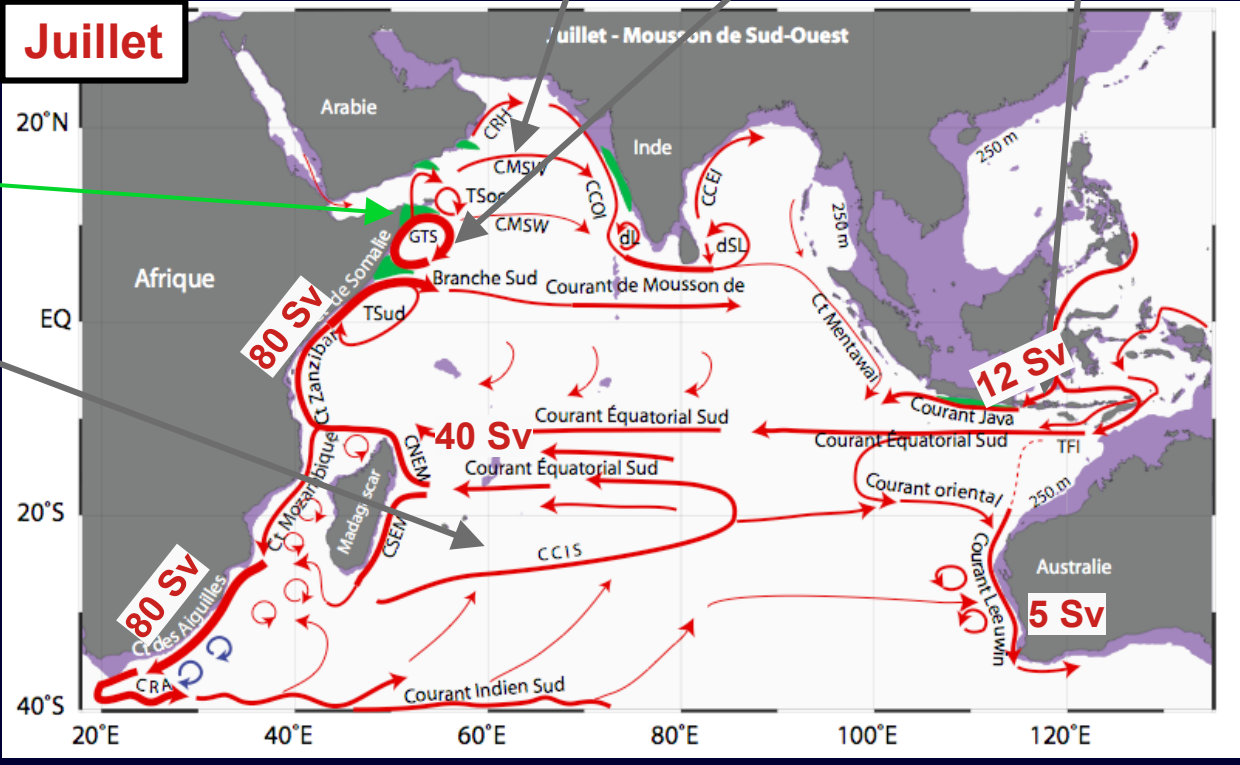 Juillet
Juillet - Mousson de Sud-Ouest
20°N
EQ
20°S
40°S
20°E
40°E
60°E
80°E
100°E
120°E
Arabie
Inde
Afrique
Madagascar
Australie
250 m
250 m
250 m
CRH
CMSW
CMSW
CCOI
CCEI
GTS
dL
dSL
de Somalie
Branche Sud
Courant de Mousson de
TSud
80 Sv
Ct Zanzibar
Ct Mentawai
12 Sv
Courant Java
Courant Équatorial Sud
Courant Équatorial Sud
TFI
40 Sv
Courant Équatorial Sud
CNEM
Ct Mozambique
CSEM
Courant oriental
CCIS
Courant Leeuwin
5 Sv
80 Sv
Ct des Aiguilles
CRA
Courant Indien Sud